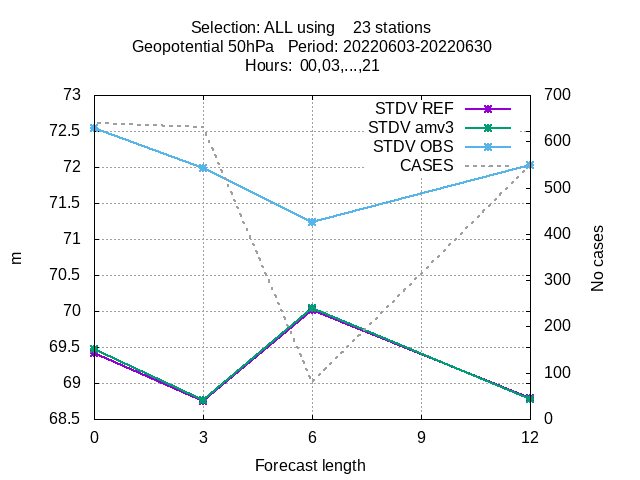 Selection: ALL using    23 stations
Geopotential 50hPa   Period: 20220603-20220630
Hours:  00,03,...,21
73 700
STDV REF
72.5 600
STDV amv3
STDV OBS
72 CASES
500
71.5
400
71
m
No cases
70.5 300
70
200
69.5
100
69
68.5 0
0 3 6 9 12
Forecast length